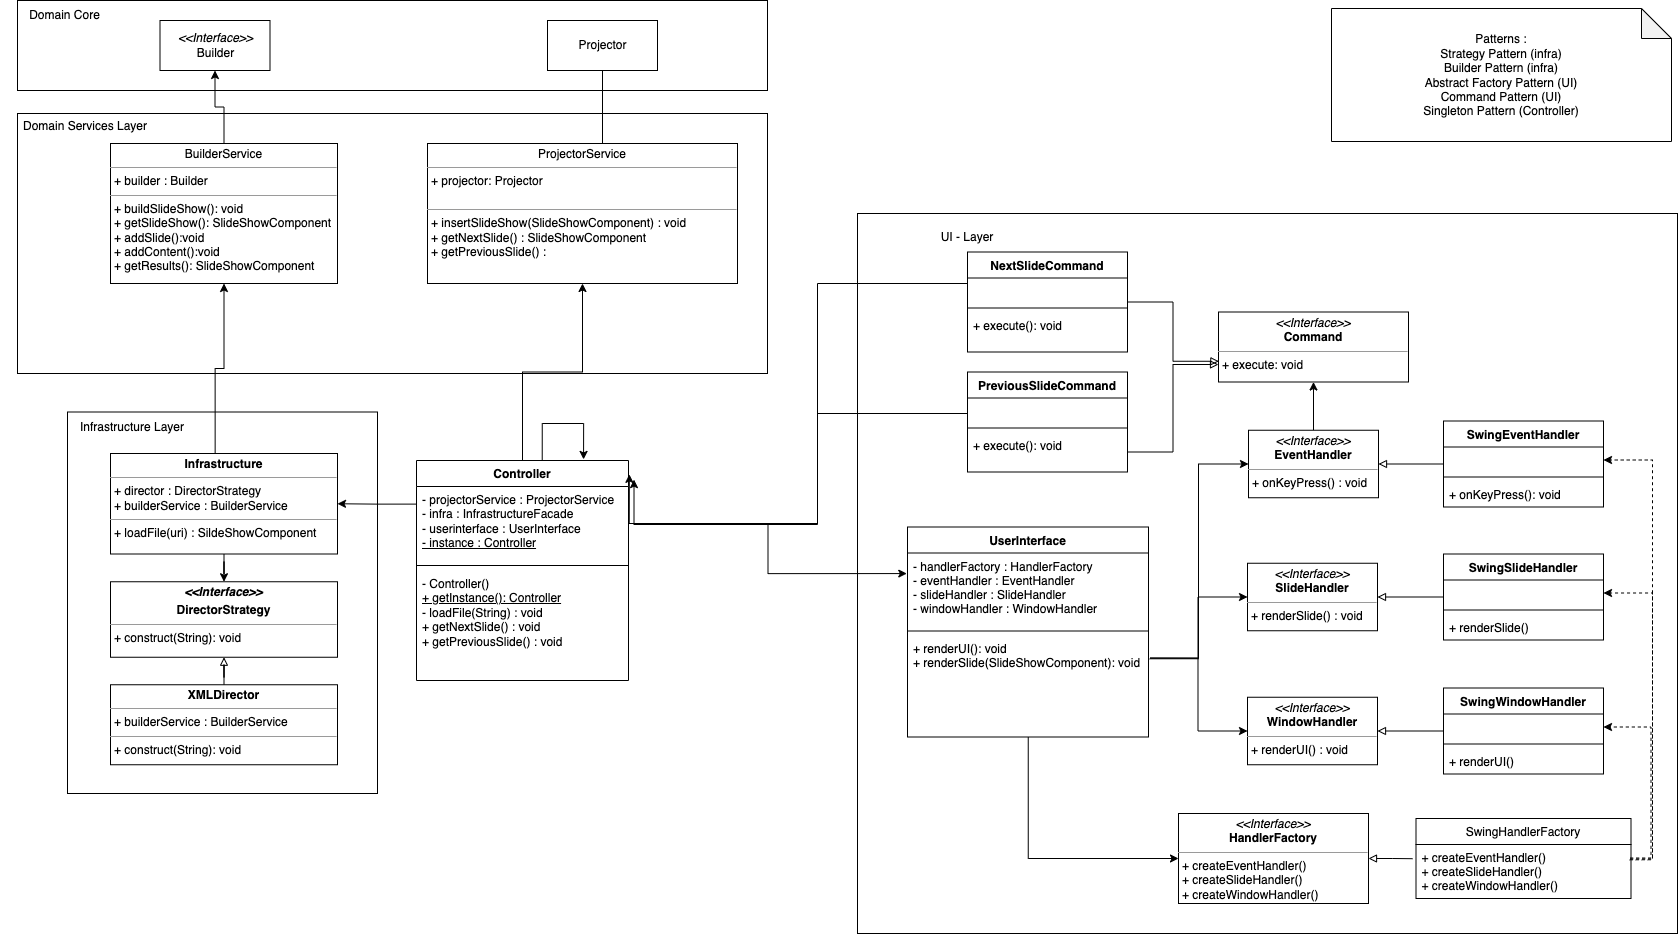 Domain Core
<<Interface>>
Builder
Projector
Patterns :
Strategy Pattern (infra)
Builder Pattern (infra)
Abstract Factory Pattern (UI)
Command Pattern (UI)
Singleton Pattern (Controller)
Domain Services Layer
BuilderService
+ builder : Builder
+ buildSlideShow(): void
+ getSlideShow(): SlideShowComponent
+ addSlide():void
+ addContent():void
+ getResults(): SlideShowComponent
ProjectorService
+ projector: Projector
+ insertSlideShow(SlideShowComponent) : void
+ getNextSlide() : SlideShowComponent
+ getPreviousSlide() :
Infrastructure Layer
Infrastructure
+ director : DirectorStrategy
+ builderService : BuilderService
+ loadFile(uri) : SildeShowComponent
<<Interface>>
DirectorStrategy
+ construct(String): void
XMLDirector
+ builderService : BuilderService
+ construct(String): void
Controller
- projectorService : ProjectorService
- infra : InfrastructureFacade
- userinterface : UserInterface
- instance : Controller
- Controller()
+ getInstance(): Controller
- loadFile(String) : void
+ getNextSlide() : void
+ getPreviousSlide() : void
UI - Layer
NextSlideCommand
+ execute(): void
PreviousSlideCommand
+ execute(): void
<<Interface>>
Command
+ execute: void
<<Interface>>
EventHandler
+ onKeyPress() : void
SwingEventHandler
+ onKeyPress(): void
UserInterface
- handlerFactory : HandlerFactory
- eventHandler : EventHandler
- slideHandler : SlideHandler
- windowHandler : WindowHandler
+ renderUI(): void
+ renderSlide(SlideShowComponent): void
<<Interface>>
SlideHandler
+ renderSlide() : void
SwingSlideHandler
+ renderSlide()
<<Interface>>
WindowHandler
+ renderUI() : void
SwingWindowHandler
+ renderUI()
<<Interface>>
HandlerFactory
+ createEventHandler()
+ createSlideHandler()
+ createWindowHandler()
SwingHandlerFactory
+ createEventHandler()
+ createSlideHandler()
+ createWindowHandler()